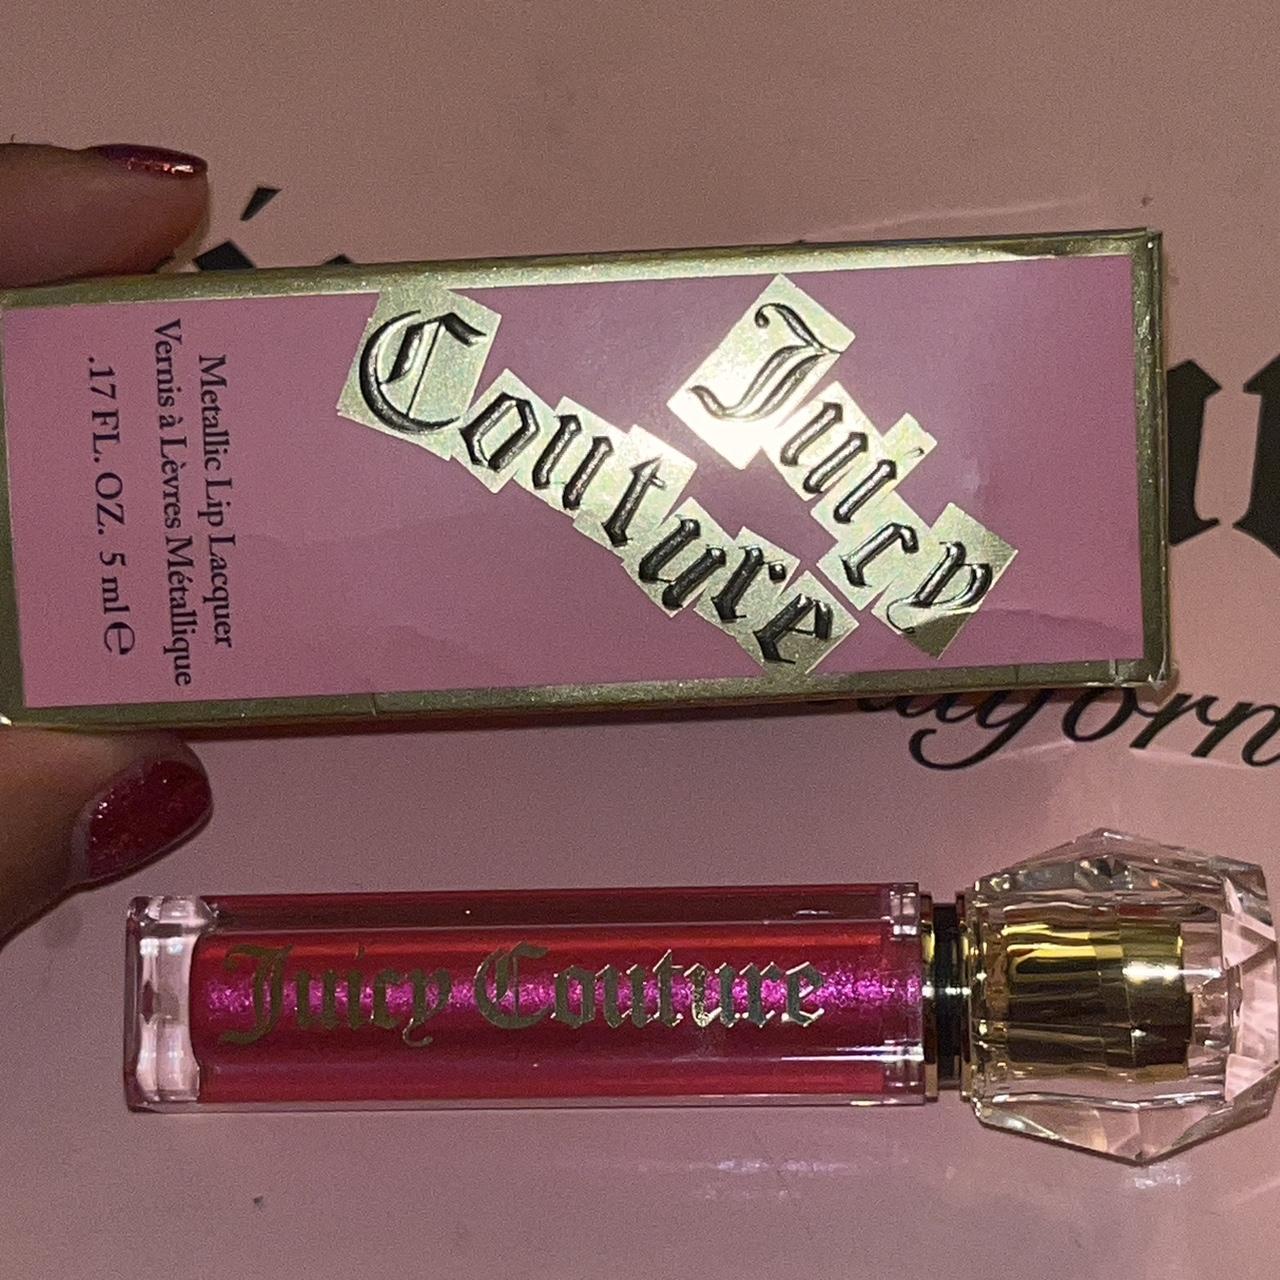 Juicy
Couture
Metallic Lip Lacquer
Vernis à Lèvres Métallique
.17 FL. OZ. 5 ml ℮
Juicy Couture